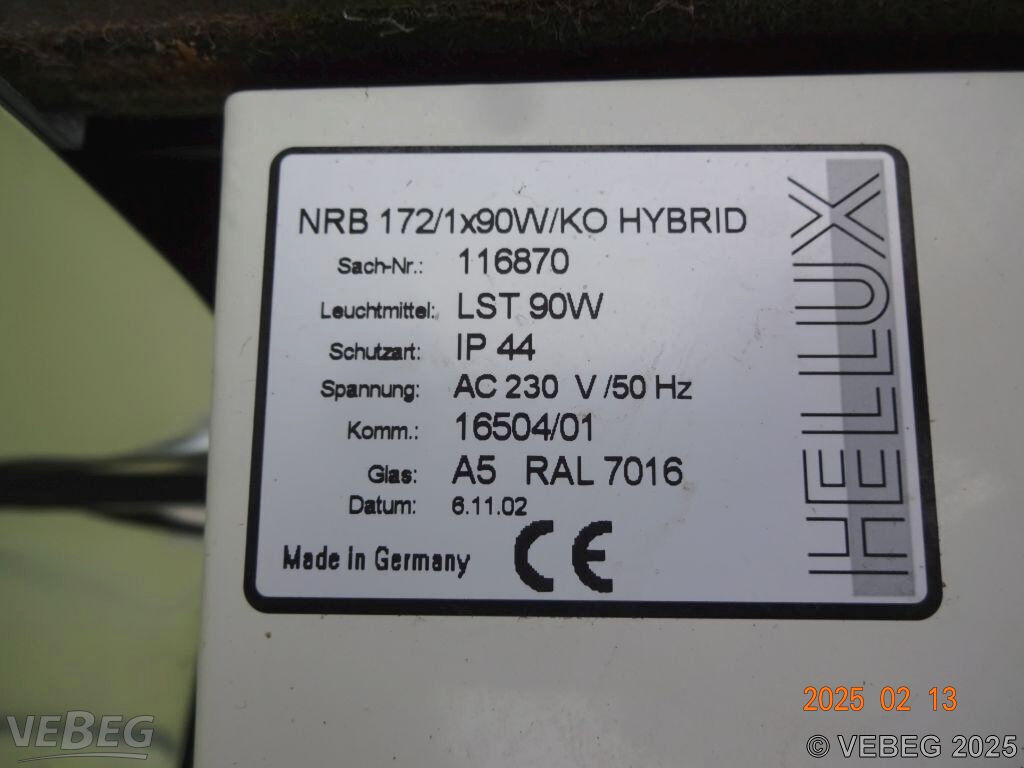 NRB 172/1x90W/KO HYBRID
Sach-Nr.: 116870
Leuchtmittel: LST 90W
Schutzart: IP 44
Spannung: AC 230 V /50 Hz
Komm.: 16504/01
Glas: A5 RAL 7016
Datum: 6.11.02
Made in Germany CE
HELLUX
2025 02 13
VEBEG
© VEBEG 2025